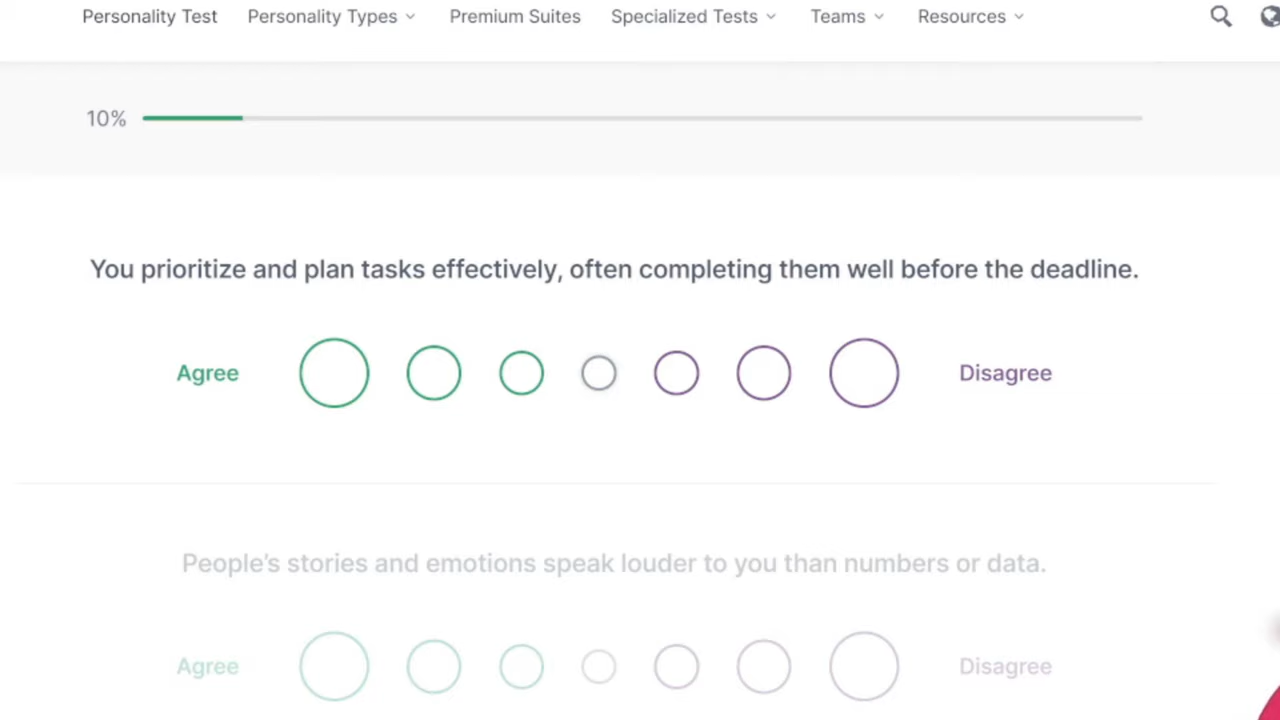 Personality Test Personality Types Premium Suites Specialized Tests Teams Resources
10%
You prioritize and plan tasks effectively, often completing them well before the deadline.
Agree Disagree
People’s stories and emotions speak louder to you than numbers or data.
Agree Disagree